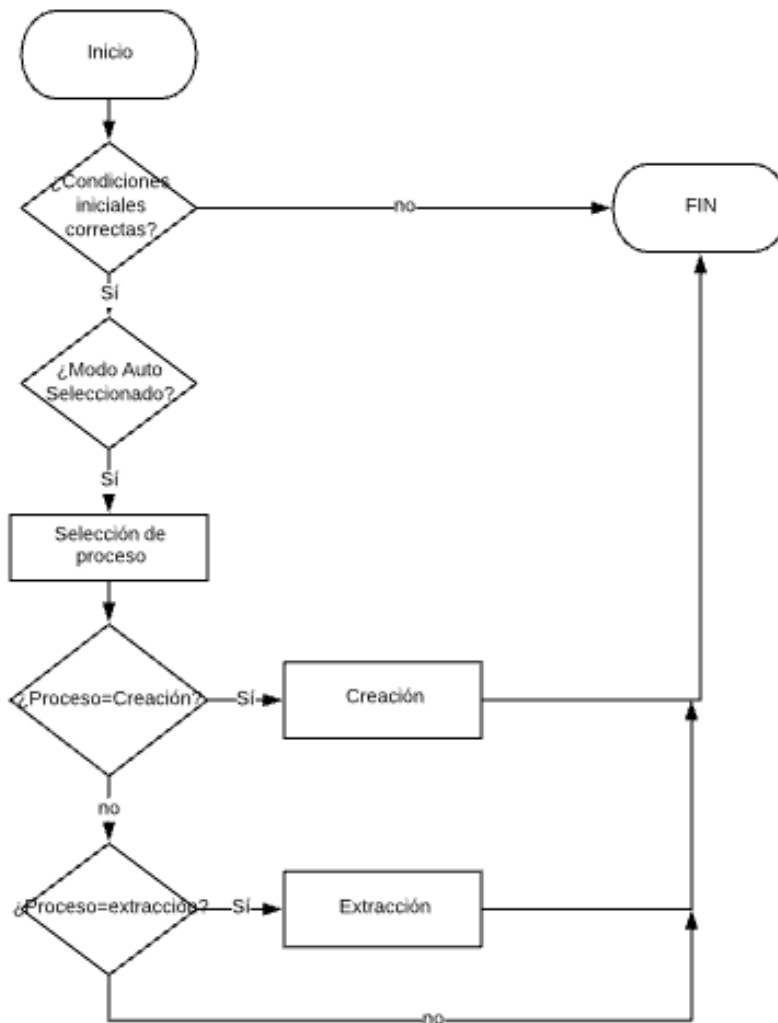 Inicio
¿Condiciones
iniciales
correctas?
no
FIN
Sí
¿Modo Auto
Seleccionado?
Sí
Selección de
proceso
¿Proceso=Creación?
Sí
Creación
no
¿Proceso=extracción?
Sí
Extracción
no